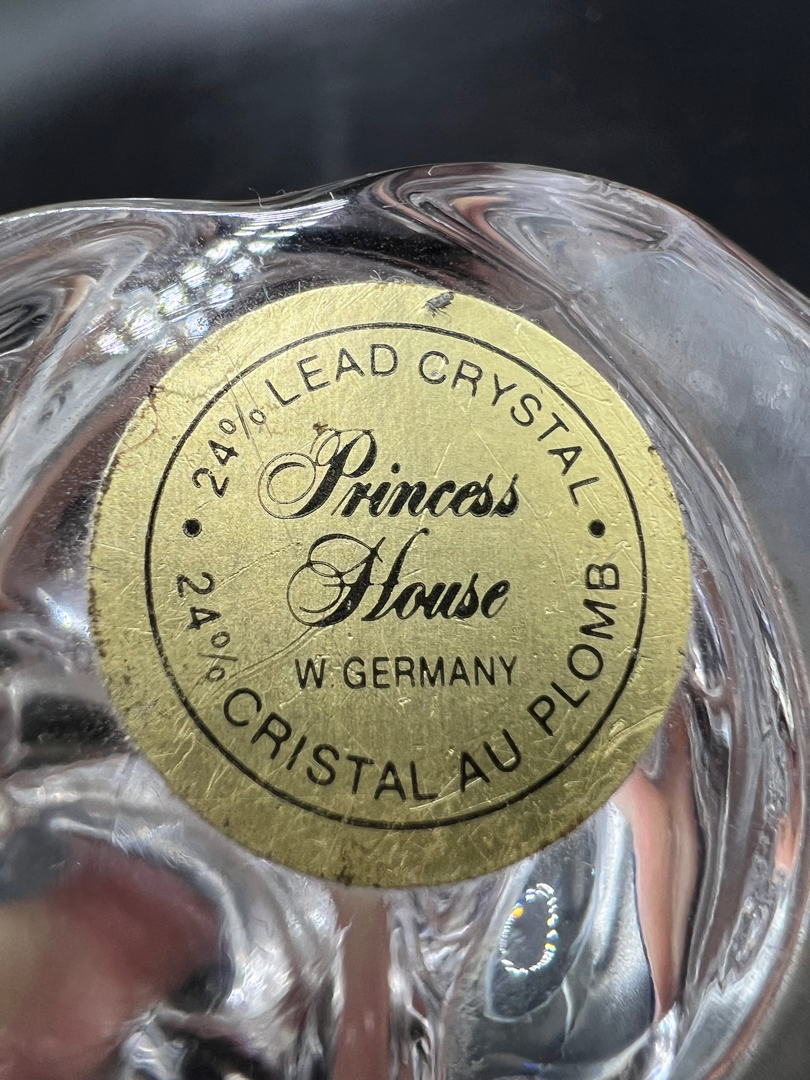 24% LEAD CRYSTAL
Princess
House
W. GERMANY
24% CRISTAL AU PLOMB